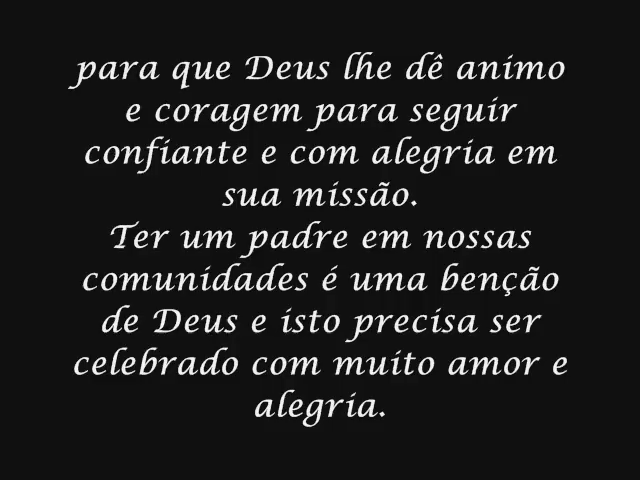 para que Deus lhe dê animo
e coragem para seguir
confiante e com alegria em
sua missão.
Ter um padre em nossas
comunidades é uma benção
de Deus e isto precisa ser
celebrado com muito amor e
alegria.